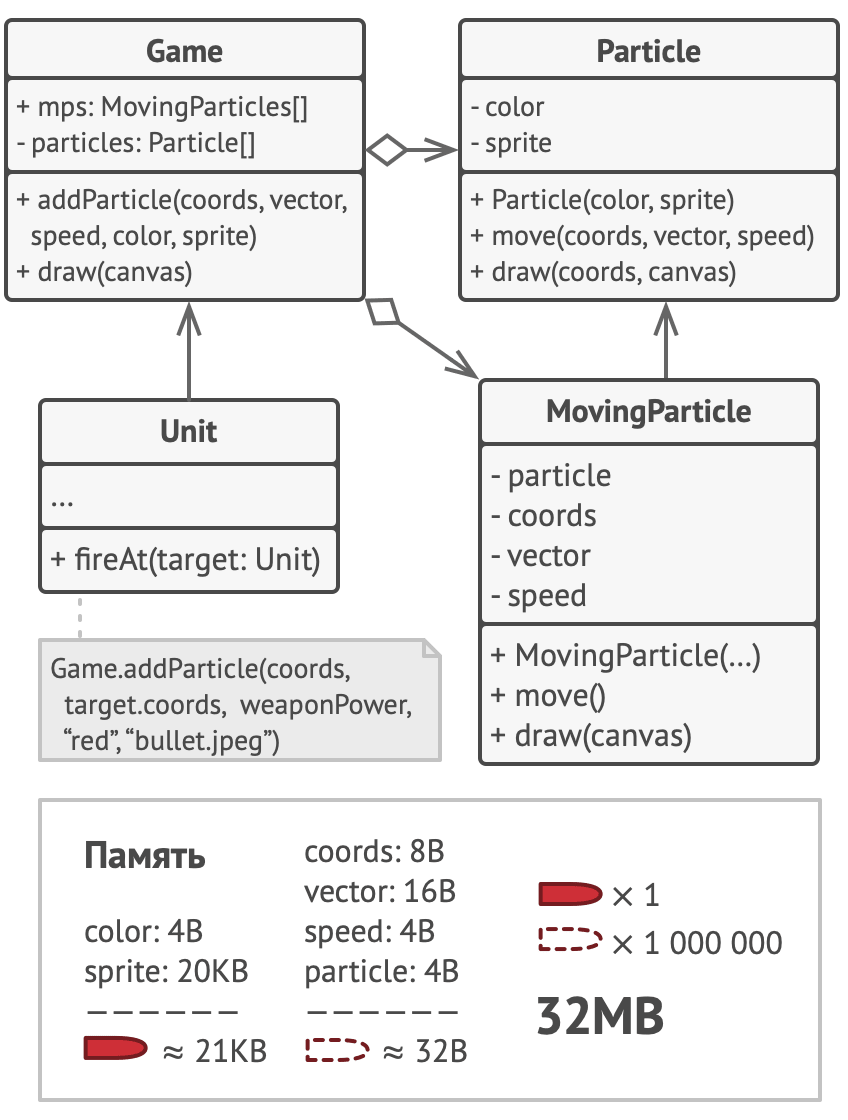 Game
+ mps: MovingParticles[]
- particles: Particle[]
+ addParticle(coords, vector,
speed, color, sprite)
+ draw(canvas)
Particle
- color
- sprite
+ Particle(color, sprite)
+ move(coords, vector, speed)
+ draw(coords, canvas)
Unit
...
+ fireAt(target: Unit)
Game.addParticle(coords,
target.coords, weaponPower,
“red”, “bullet.jpeg”)
MovingParticle
- particle
- coords
- vector
- speed
+ MovingParticle(...)
+ move()
+ draw(canvas)
Память
color: 4B
sprite: 20KB
——————
≈ 21KB
coords: 8B
vector: 16B
speed: 4B
particle: 4B
——————
≈ 32B
× 1
× 1 000 000
32MB